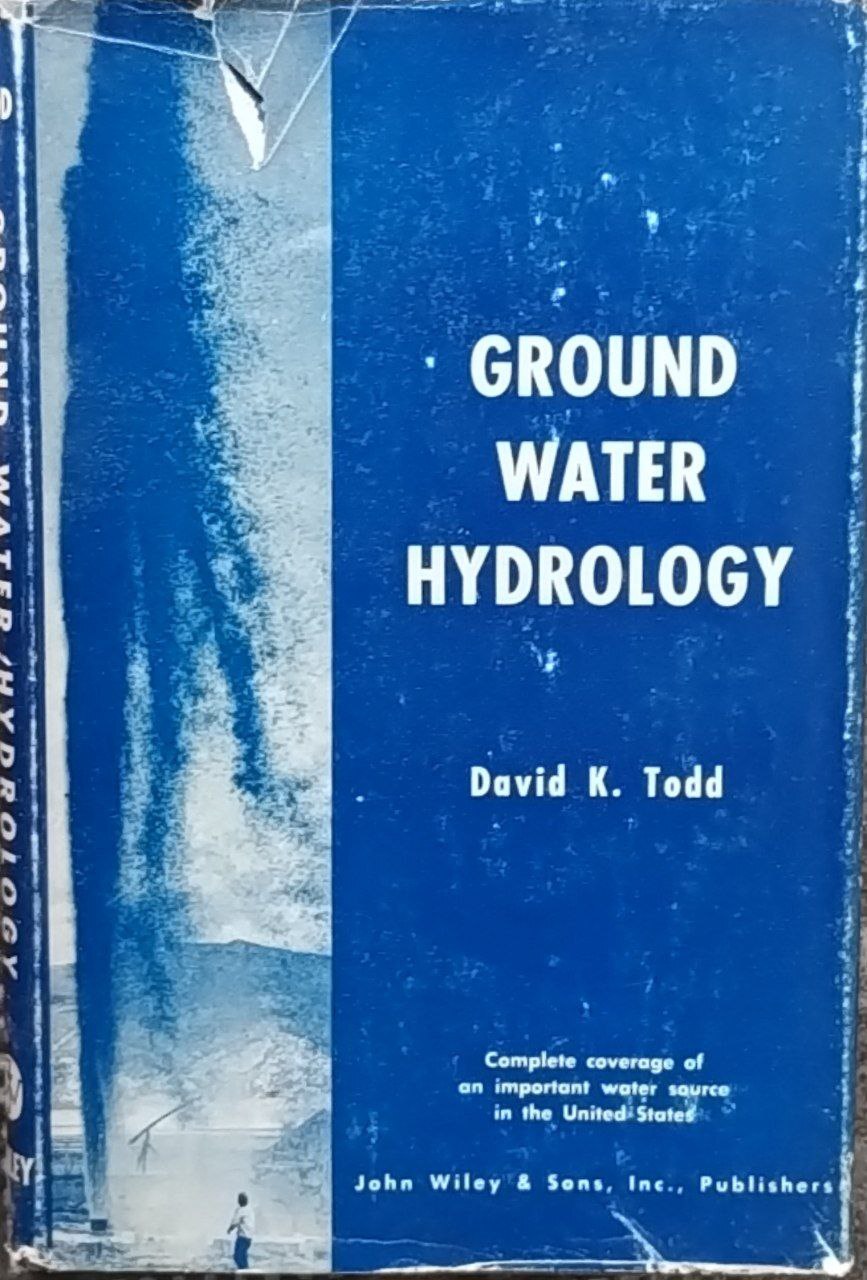 GROUND WATER/HYDROLOGY
GROUND
WATER
HYDROLOGY
David K. Todd
Complete coverage of
an important water source
in the United States
John Wiley & Sons, Inc., Publishers